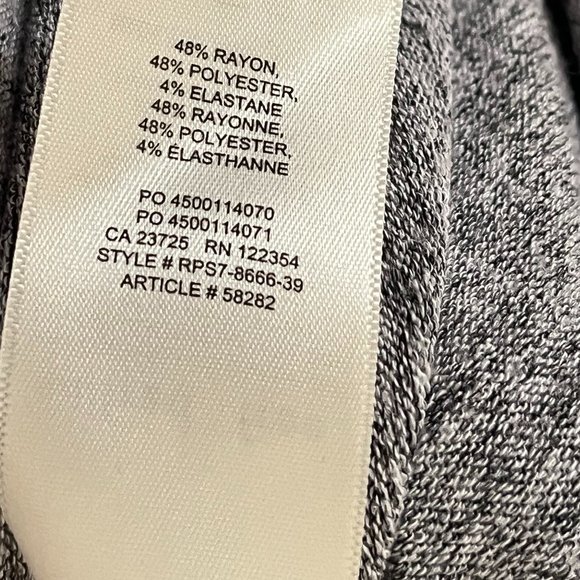 48% RAYON,
48% POLYESTER,
4% ELASTANE
48% RAYONNE,
48% POLYESTER,
4% ÉLASTHANNE
PO 4500114070
PO 4500114071
CA 23725 RN 122354
STYLE # RPS7-8666-39
ARTICLE # 58282